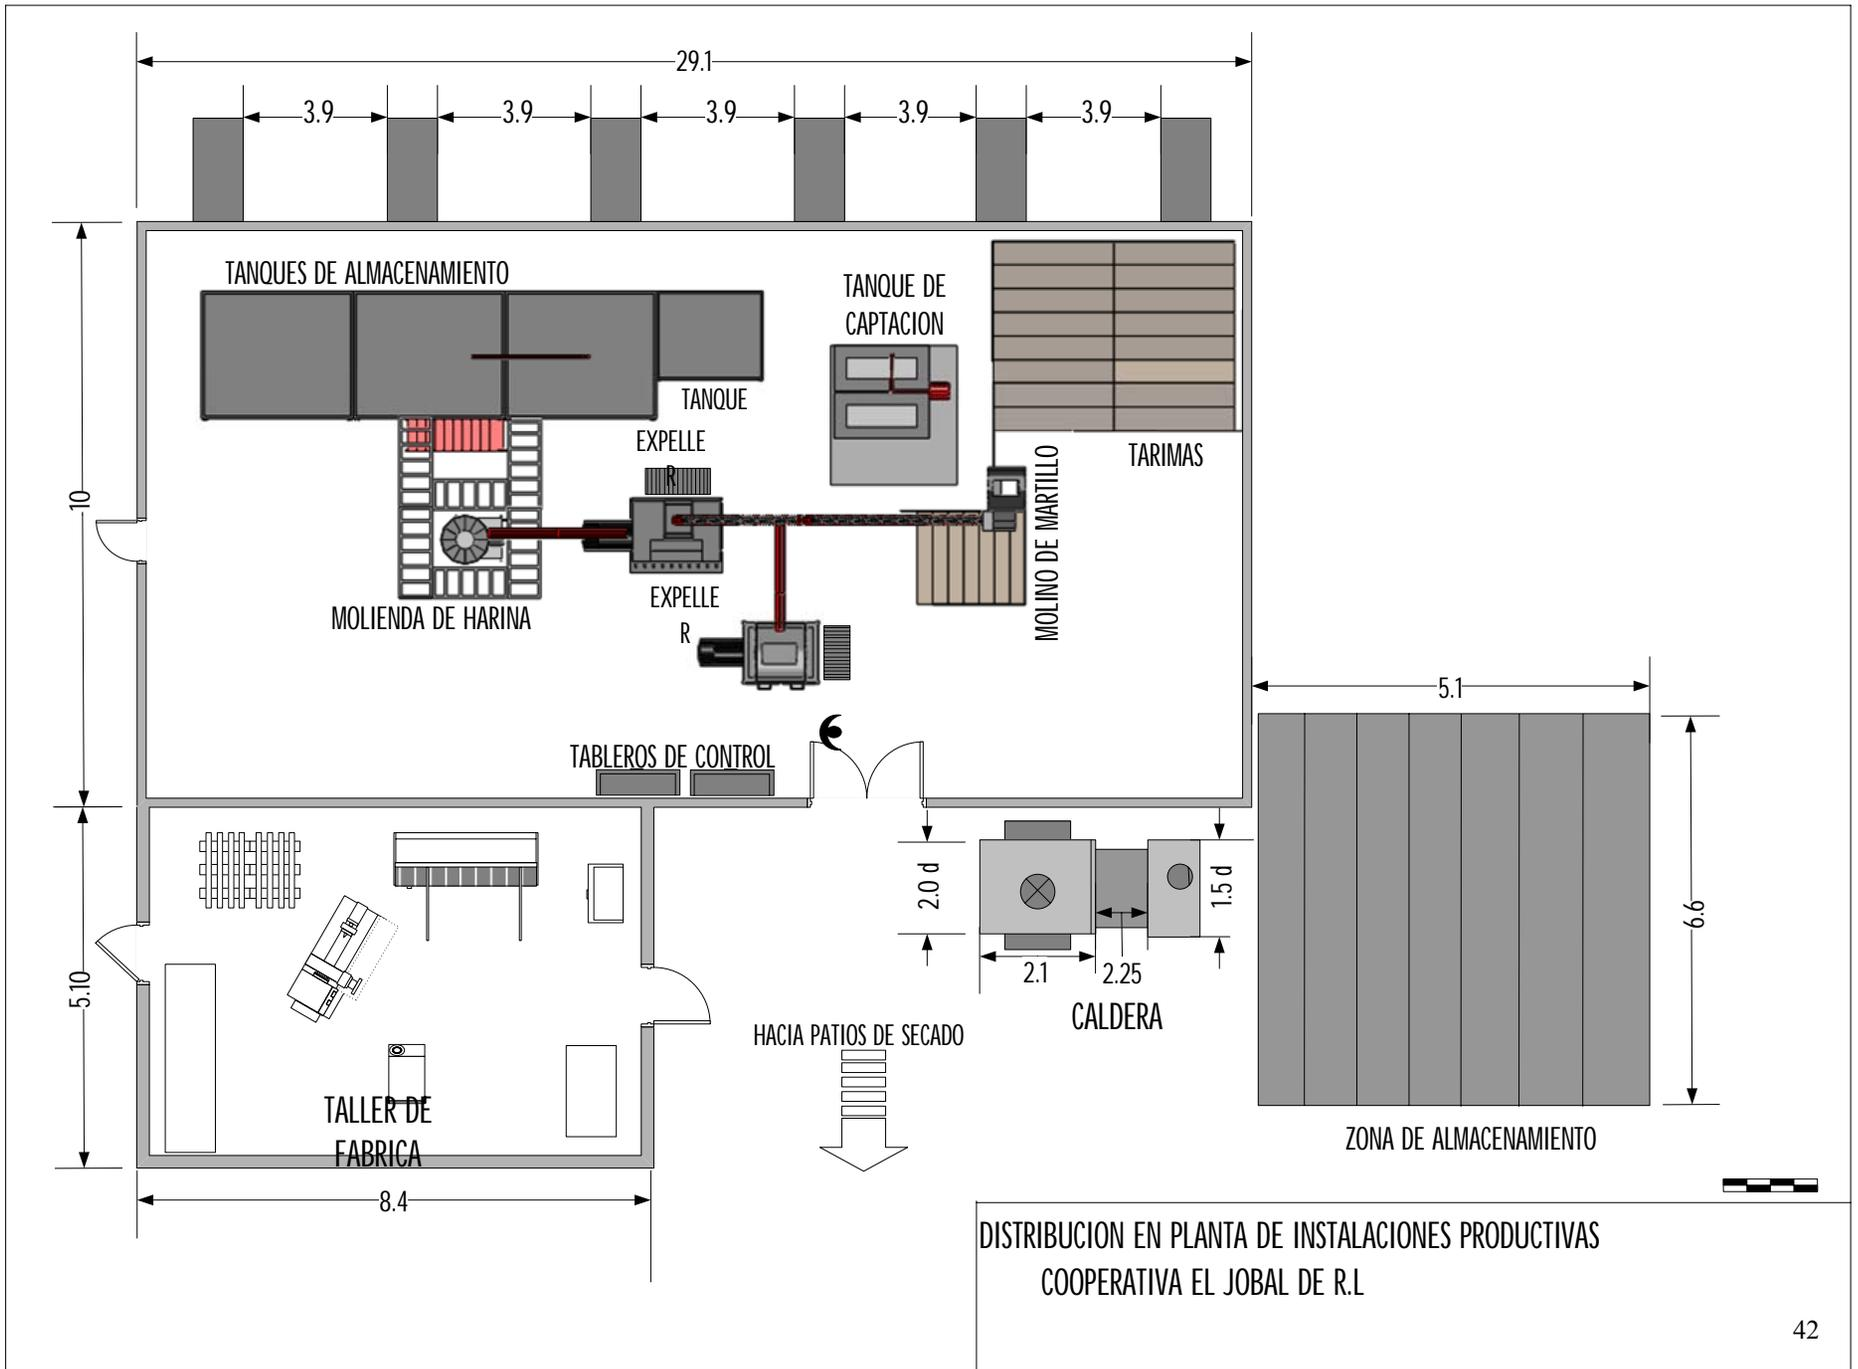 29.1
3.9
3.9
3.9
3.9
3.9
TANQUES DE ALMACENAMIENTO
TANQUE DE
CAPTACION
TANQUE
EXPELLE
R
TARIMAS
MOLINO DE MARTILLO
10
EXPELLE
R
MOLIENDA DE HARINA
5.1
TABLEROS DE CONTROL
2.0 d
1.5 d
6.6
5.10
2.1
2.25
CALDERA
HACIA PATIOS DE SECADO
TALLER DE
FABRICA
ZONA DE ALMACENAMIENTO
8.4
DISTRIBUCION EN PLANTA DE INSTALACIONES PRODUCTIVAS
COOPERATIVA EL JOBAL DE R.L
42